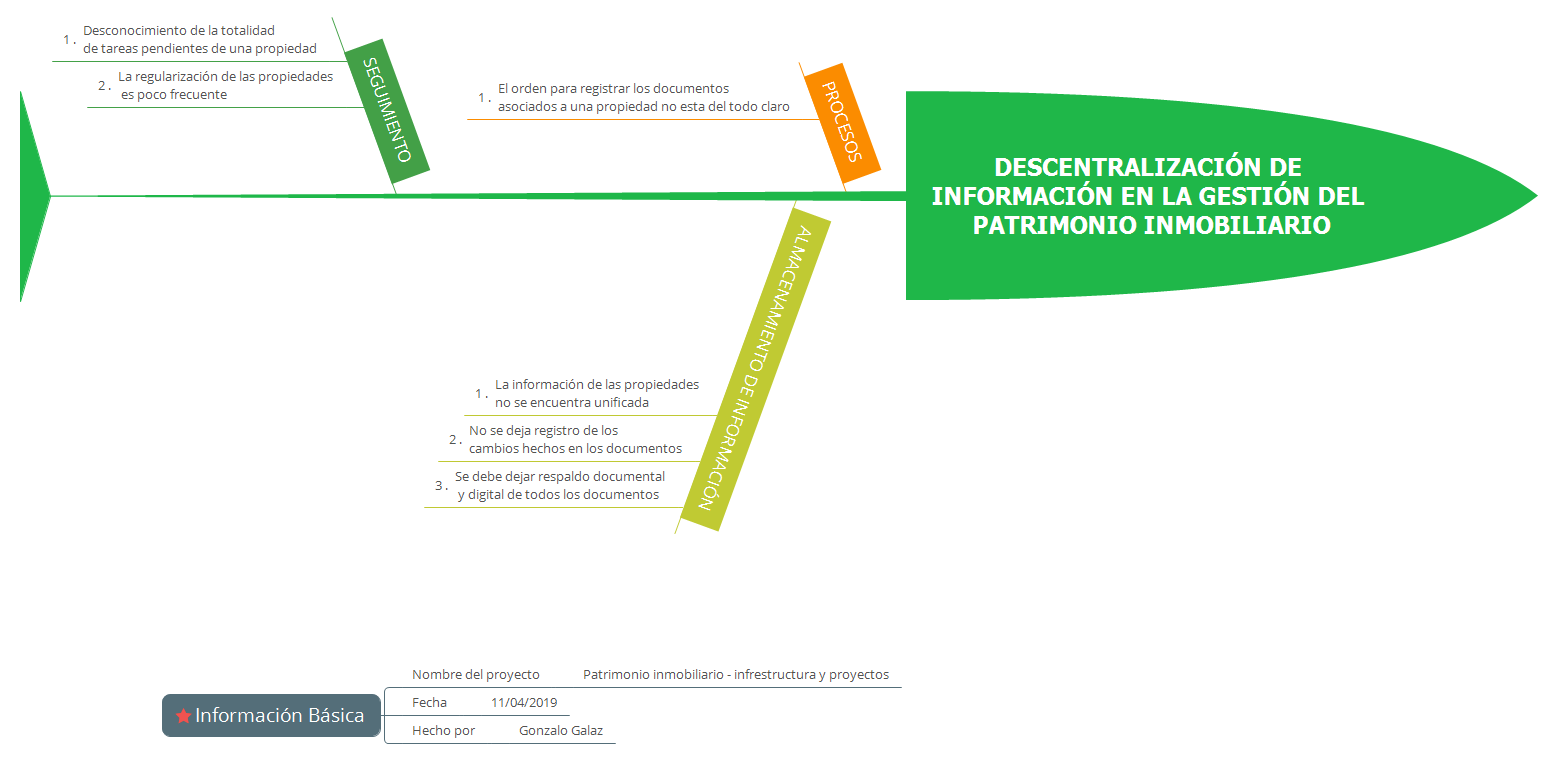 1. Desconocimiento de la totalidad
de tareas pendientes de una propiedad
2. La regularización de las propiedades
es poco frecuente
SEGUIMIENTO
1. El orden para registrar los documentos
asociados a una propiedad no esta del todo claro
PROCESOS
DESCENTRALIZACIÓN DE
INFORMACIÓN EN LA GESTIÓN DEL
PATRIMONIO INMOBILIARIO
ALMACENAMIENTO DE INFORMACIÓN
1. La información de las propiedades
no se encuentra unificada
2. No se deja registro de los
cambios hechos en los documentos
3. Se debe dejar respaldo documental
y digital de todos los documentos
Información Básica
Nombre del proyecto Patrimonio inmobiliario - infrestructura y proyectos
Fecha 11/04/2019
Hecho por Gonzalo Galaz